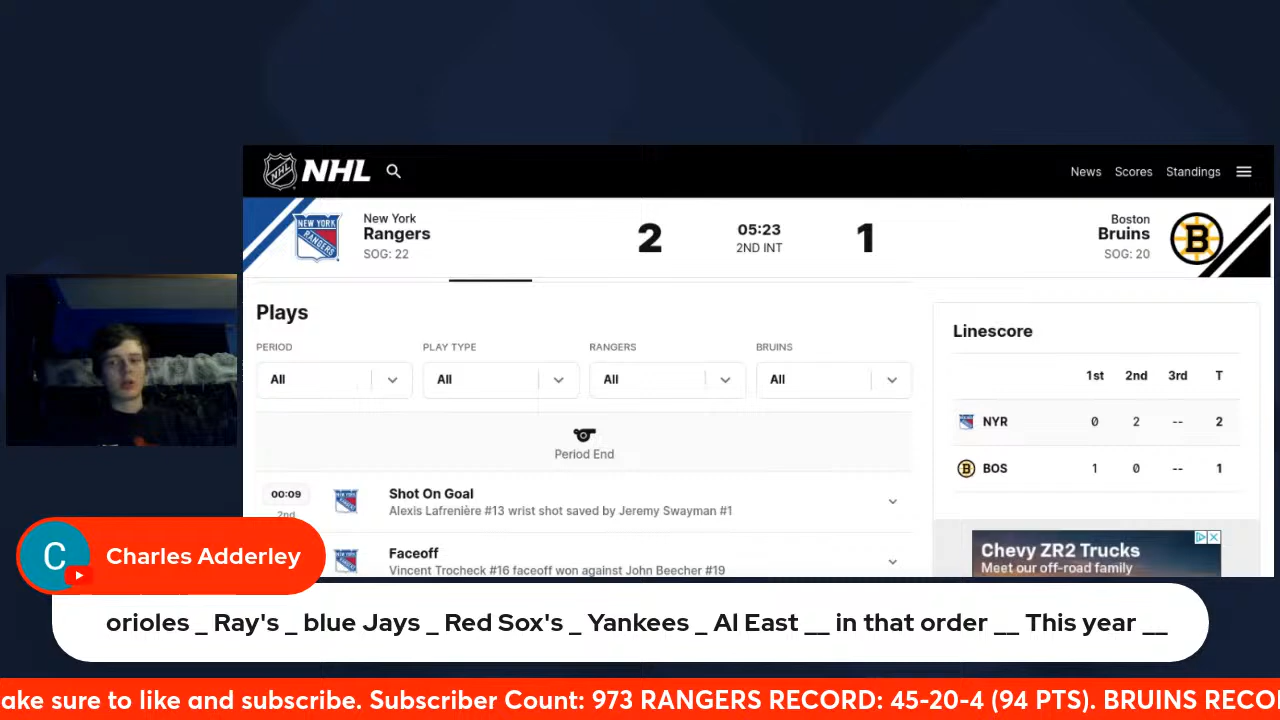 NHL
News Scores Standings
New York
Rangers
SOG: 22
2
05:23
2ND INT
1
Boston
Bruins
SOG: 20
NEW YORK
RANGERS
B
Plays
PERIOD PLAY TYPE RANGERS BRUINS
All All All All
Period End
00:09
2nd
Shot On Goal
Alexis Lafrenière #13 wrist shot saved by Jeremy Swayman #1
Faceoff
Vincent Trocheck #16 faceoff won against John Beecher #19
Linescore
1st 2nd 3rd T
NYR 0 2 -- 2
BOS 1 0 -- 1
Chevy ZR2 Trucks
Meet our off-road family
C
Charles Adderley
orioles _ Ray's _ blue Jays _ Red Sox's _ Yankees _ Al East __ in that order __ This year __
ake sure to like and subscribe. Subscriber Count: 973 RANGERS RECORD: 45-20-4 (94 PTS). BRUINS RECO